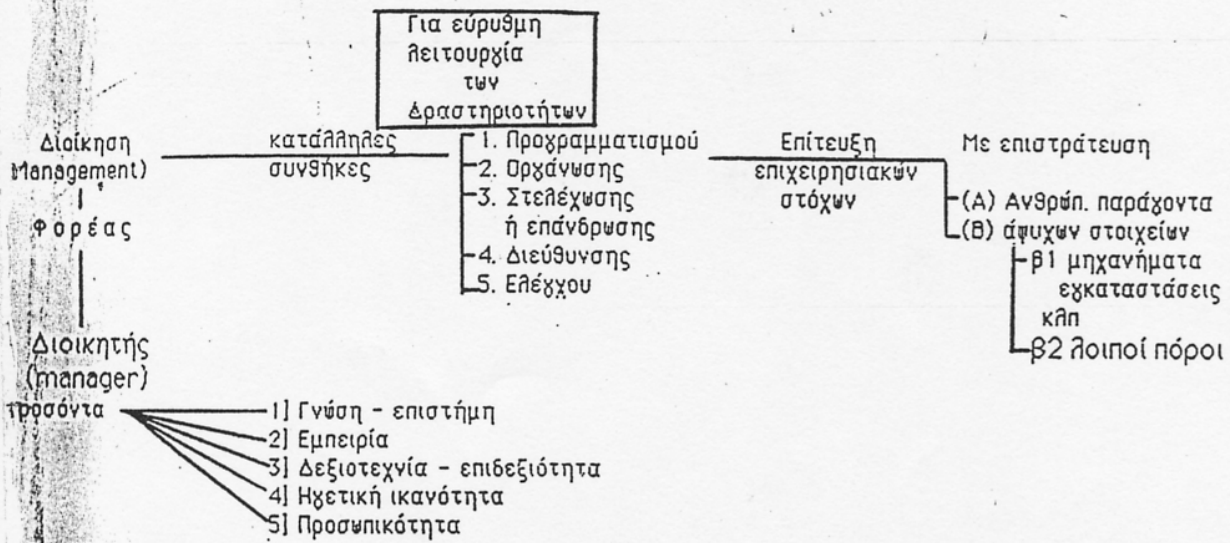 Για εύρυθμη
λειτουργία
των
Δραστηριοτήτων
Διοίκηση
Management)
Φορέας
Διοικητής
(manager)
προσόντα
κατάλληλες
συνθήκες
1. Προγραμματισμού
2. Οργάνωσης
3. Στελέχωσης
ή επάνδρωσης
4. Διεύθυνσης
5. Ελέγχου
Επίτευξη
επιχειρησιακών
στόχων
Με επιστράτευση
(Α) Ανθρώπ. παράγοντα
(Β) άψυχων στοιχείων
β1 μηχανήματα
εγκαταστάσεις
κλπ
β2 λοιποί πόροι
1] Γνώση - επιστήμη
2] Εμπειρία
3] Δεξιοτεχνία - επιδεξιότητα
4] Ηγετική ικανότητα
5] Προσωπικότητα